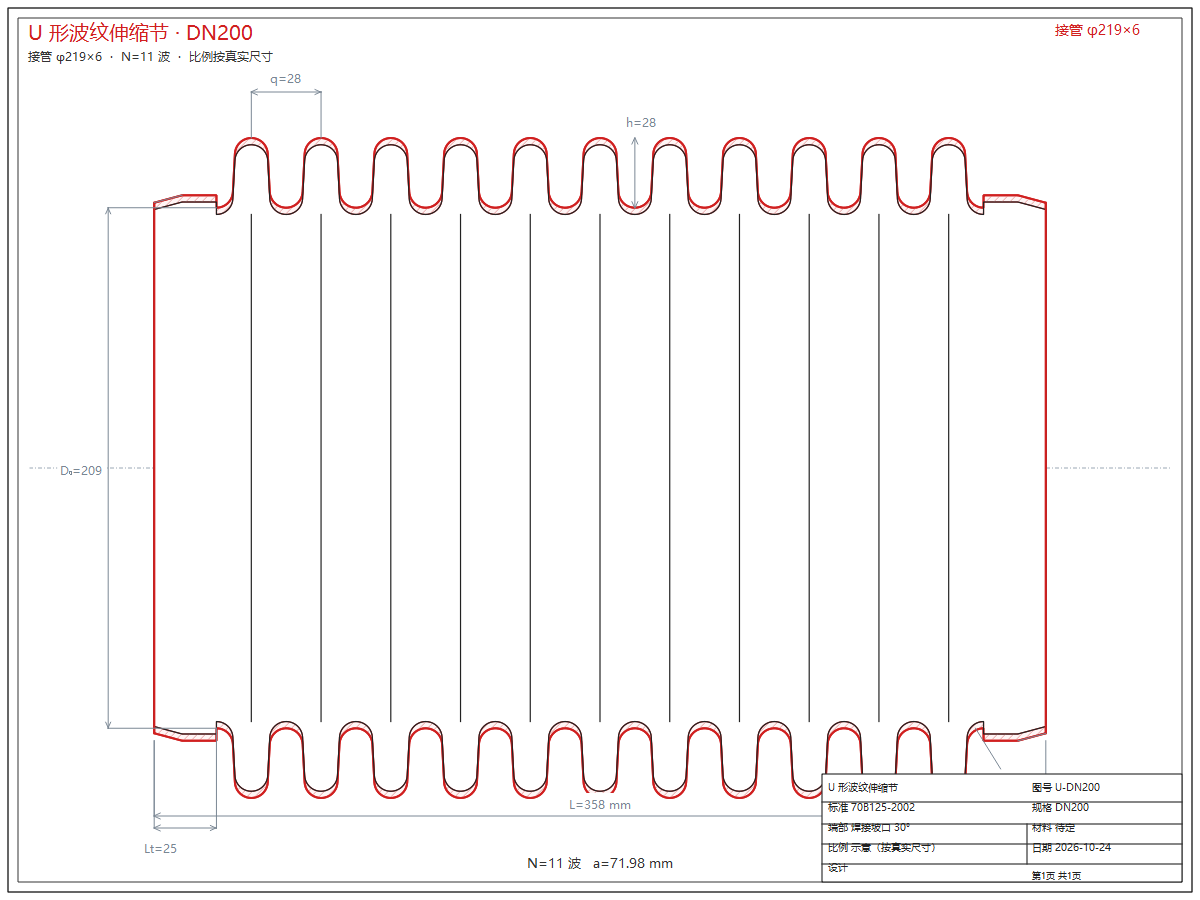 U 形波纹伸缩节 · DN200
接管 φ219×6
接管 φ219×6 · N=11 波 · 比例按真实尺寸
q=28
h=28
D₀=209
L=358 mm
Lt=25
N=11 波 a=71.98 mm
U 形波纹伸缩节
图号 U-DN200
标准 70B125-2002
规格 DN200
端部 焊接坡口 30°
材料 待定
比例 示意（按真实尺寸）
日期 2026-10-24
设计
第1页 共1页